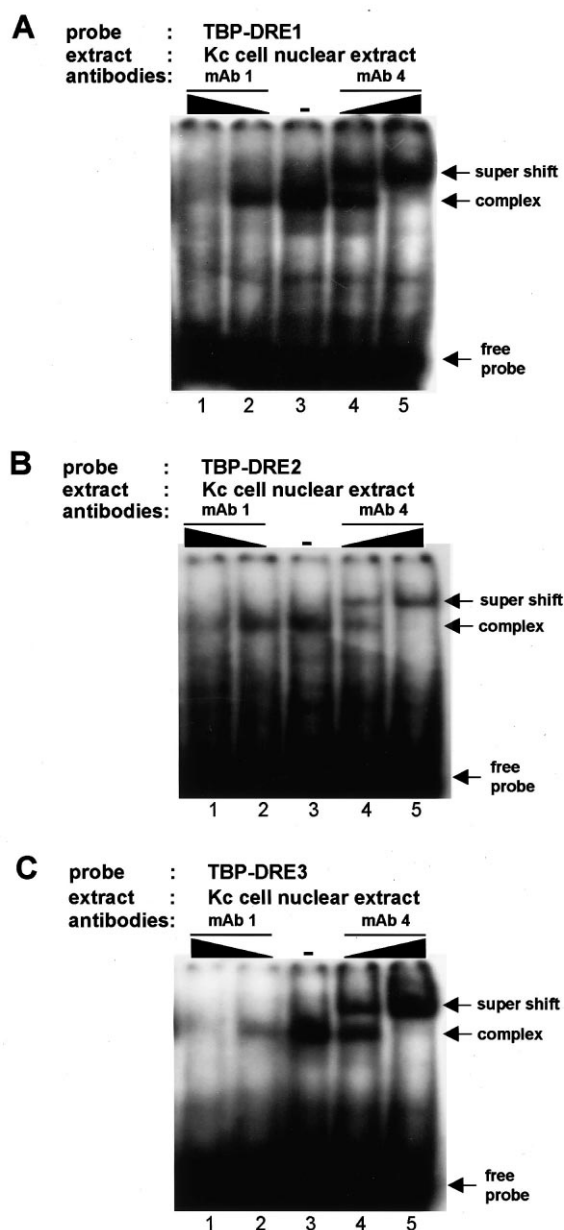 A
probe : TBP-DRE1
extract : Kc cell nuclear extract
antibodies: mAb 1 - mAb 4
super shift
complex
free
probe
1 2 3 4 5
B
probe : TBP-DRE2
extract : Kc cell nuclear extract
antibodies: mAb 1 - mAb 4
super shift
complex
free
probe
1 2 3 4 5
C
probe : TBP-DRE3
extract : Kc cell nuclear extract
antibodies: mAb 1 - mAb 4
super shift
complex
free
probe
1 2 3 4 5